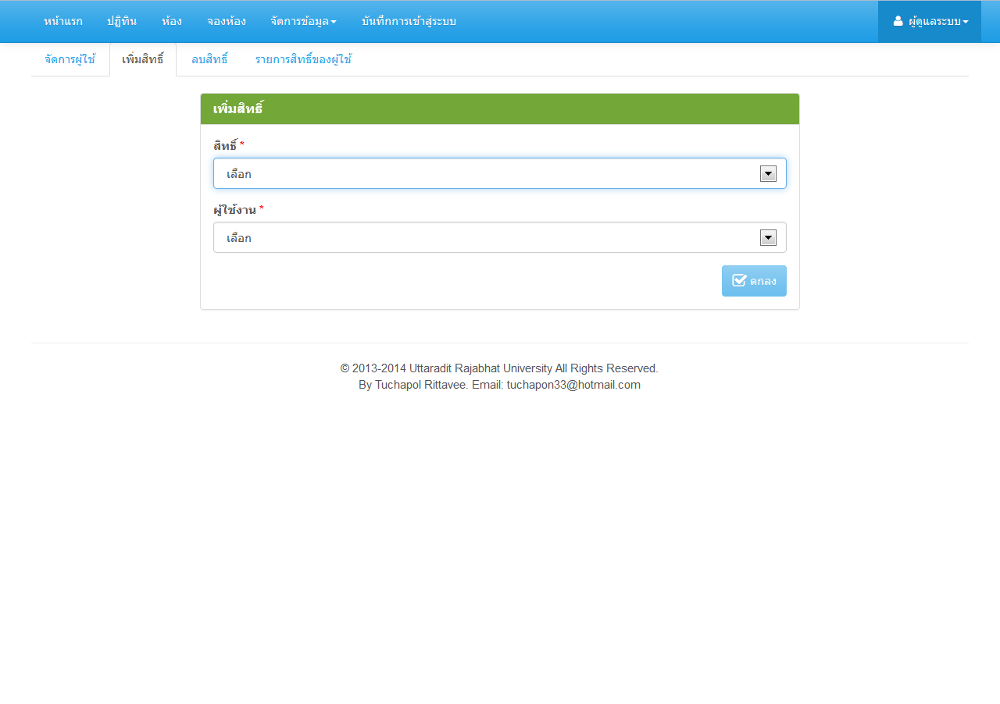 หน้าแรก ปฏิทิน ห้อง จองห้อง จัดการข้อมูล บันทึกการเข้าสู่ระบบ ผู้ดูแลระบบ
จัดการผู้ใช้ เพิ่มสิทธิ์ ลบสิทธิ์ รายการสิทธิ์ของผู้ใช้
เพิ่มสิทธิ์
สิทธิ์ *
เลือก
ผู้ใช้งาน *
เลือก
ตกลง
© 2013-2014 Uttaradit Rajabhat University All Rights Reserved.
By Tuchapol Rittavee. Email: tuchapon33@hotmail.com